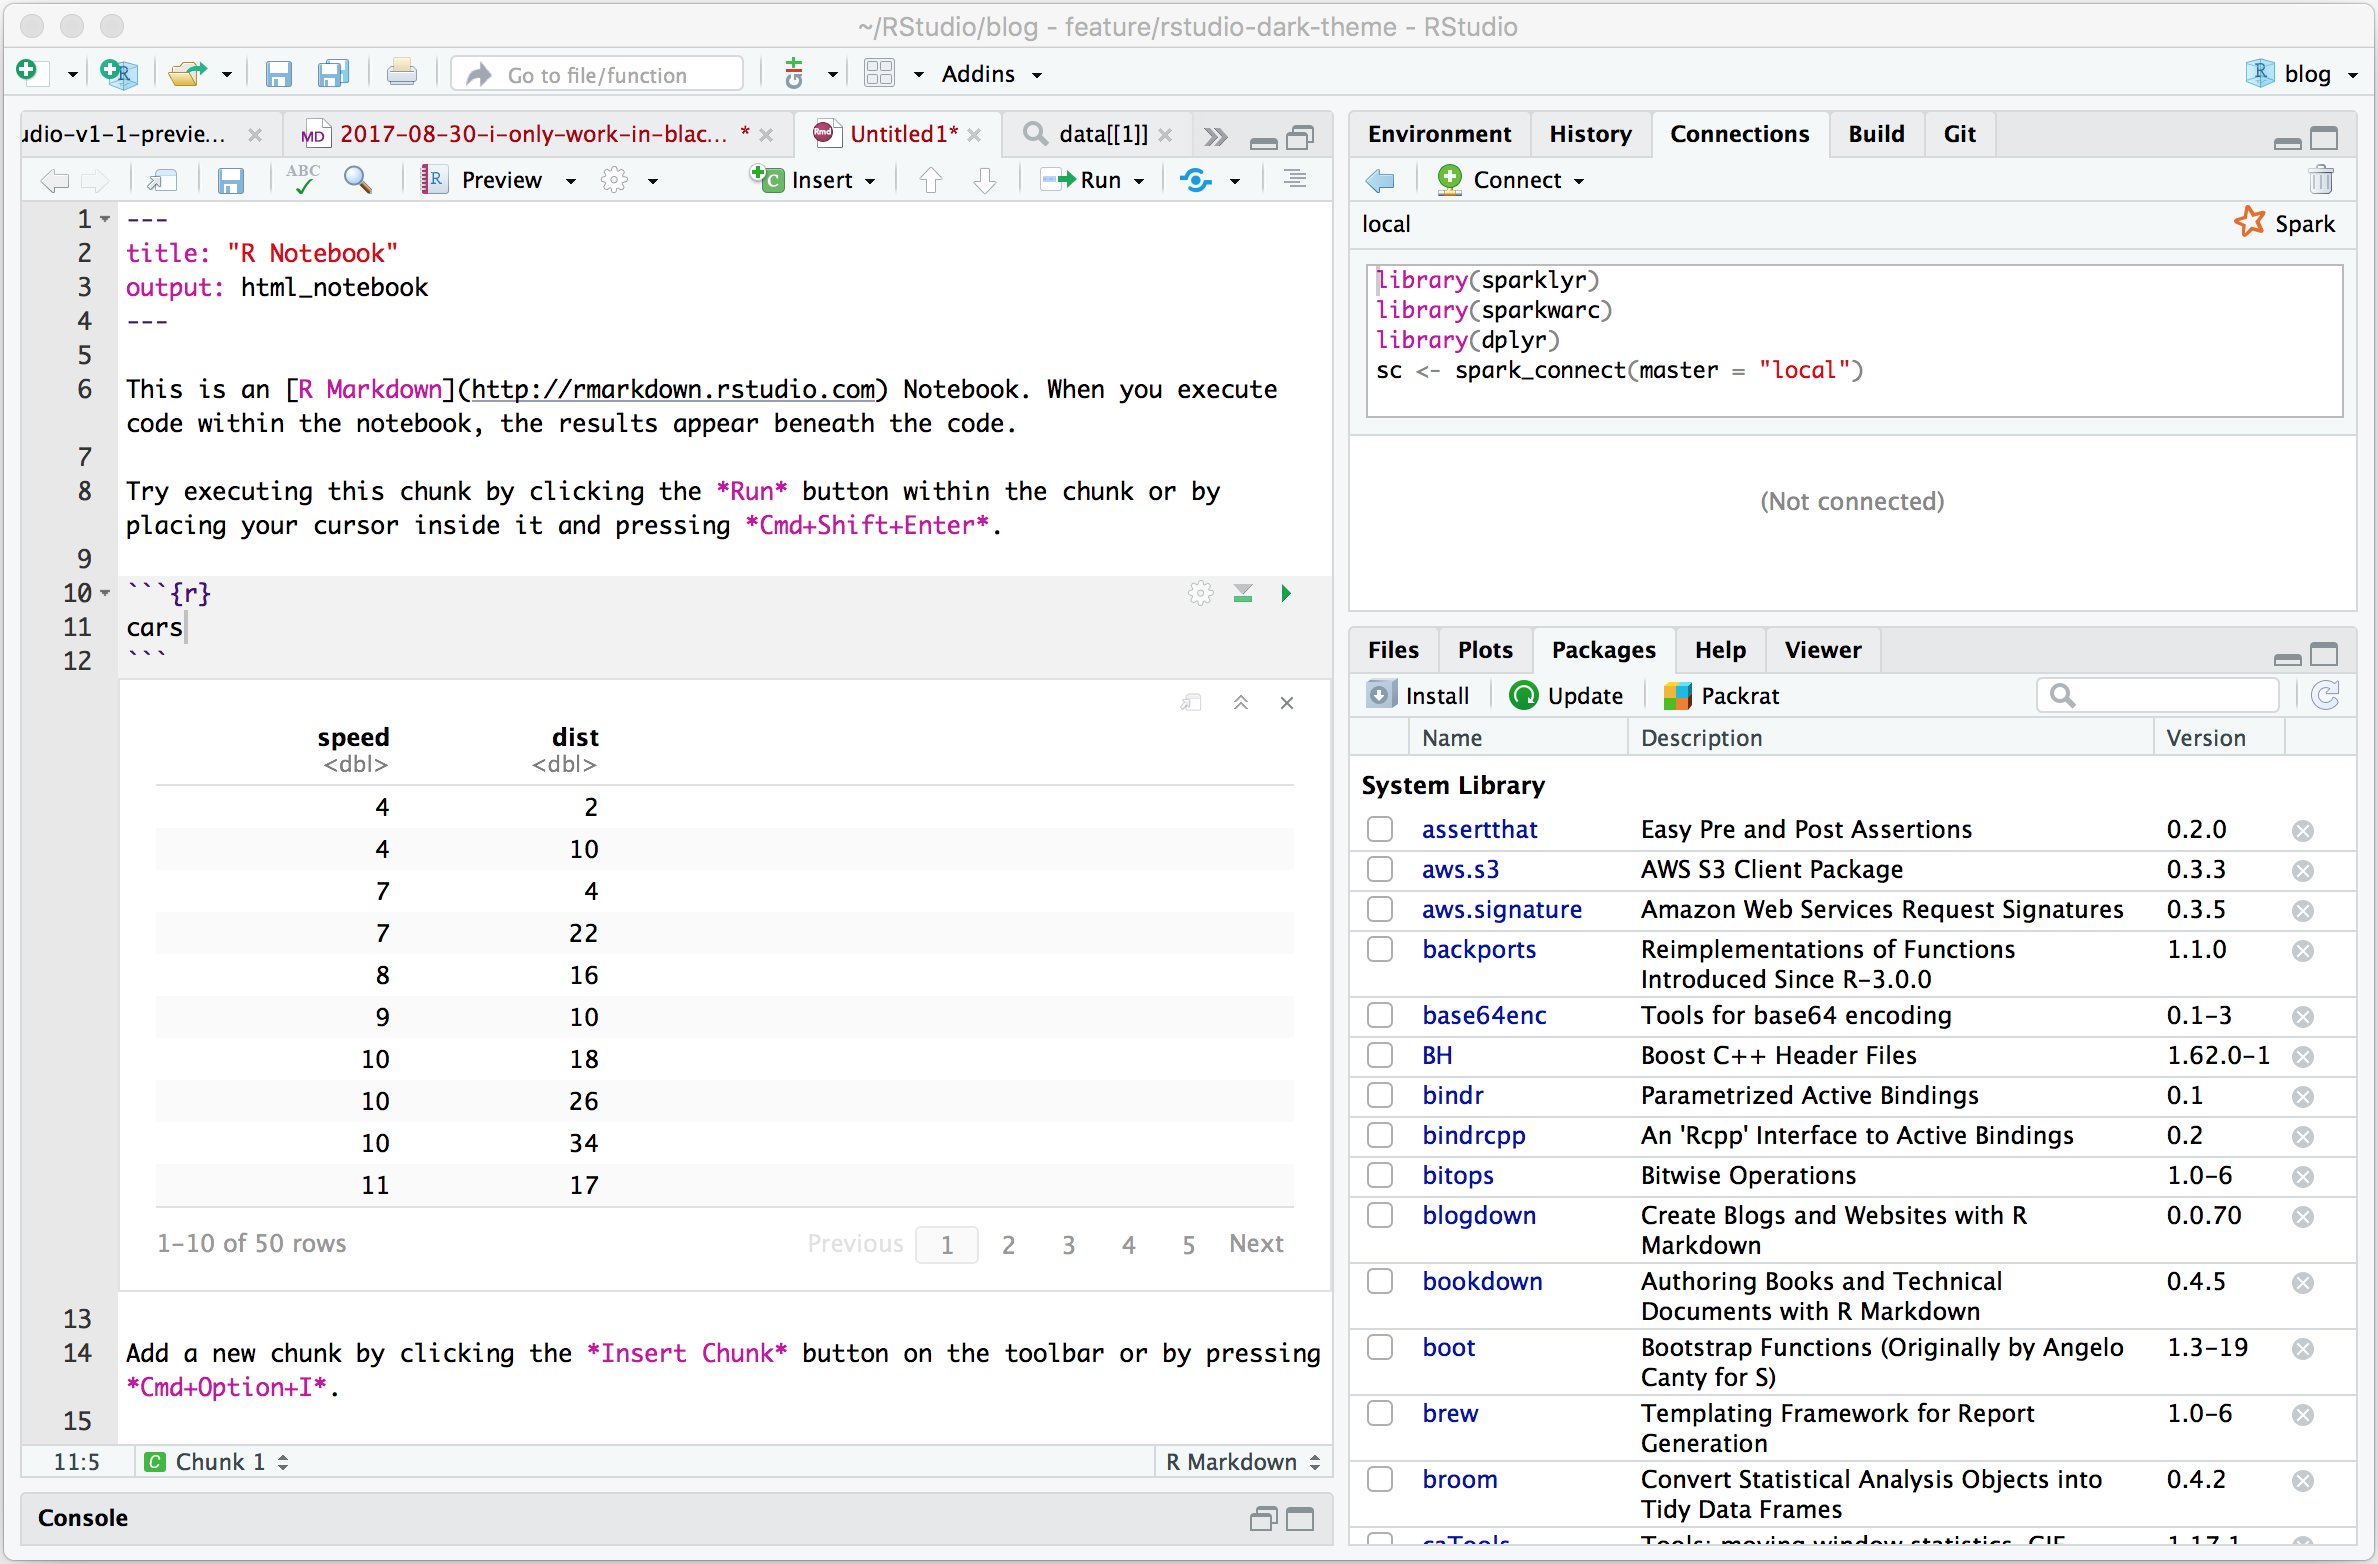 ~/RStudio/blog - feature/rstudio-dark-theme - RStudio
Go to file/function
Addins
blog
udio-v1-1-previe...
MD 2017-08-30-i-only-work-in-blac... *
Rmd Untitled1*
data[[1]]
ABC
Preview
Insert
Run
1 ---
2 title: "R Notebook"
3 output: html_notebook
4 ---
5
6 This is an [R Markdown](http://rmarkdown.rstudio.com) Notebook. When you execute
code within the notebook, the results appear beneath the code.
7
8 Try executing this chunk by clicking the *Run* button within the chunk or by
placing your cursor inside it and pressing *Cmd+Shift+Enter*.
9
10 ```{r}
11 cars
12 ```
speed dist
<dbl> <dbl>
4 2
4 10
7 4
7 22
8 16
9 10
10 18
10 26
10 34
11 17
1-10 of 50 rows Previous 1 2 3 4 5 Next
13
14 Add a new chunk by clicking the *Insert Chunk* button on the toolbar or by pressing
*Cmd+Option+I*.
15
11:5 C Chunk 1 R Markdown
Console
Environment History Connections Build Git
Connect
local Spark
library(sparklyr)
library(sparkwarc)
library(dplyr)
sc <- spark_connect(master = "local")
(Not connected)
Files Plots Packages Help Viewer
Install Update Packrat
Name Description Version
System Library
assertthat Easy Pre and Post Assertions 0.2.0
aws.s3 AWS S3 Client Package 0.3.3
aws.signature Amazon Web Services Request Signatures 0.3.5
backports Reimplementations of Functions 1.1.0
Introduced Since R-3.0.0
base64enc Tools for base64 encoding 0.1-3
BH Boost C++ Header Files 1.62.0-1
bindr Parametrized Active Bindings 0.1
bindrcpp An 'Rcpp' Interface to Active Bindings 0.2
bitops Bitwise Operations 1.0-6
blogdown Create Blogs and Websites with R 0.0.70
Markdown
bookdown Authoring Books and Technical 0.4.5
Documents with R Markdown
boot Bootstrap Functions (Originally by Angelo 1.3-19
Canty for S)
brew Templating Framework for Report 1.0-6
Generation
broom Convert Statistical Analysis Objects into 0.4.2
Tidy Data Frames
caTools Tools: moving window statistics, GIF, 1.17.1